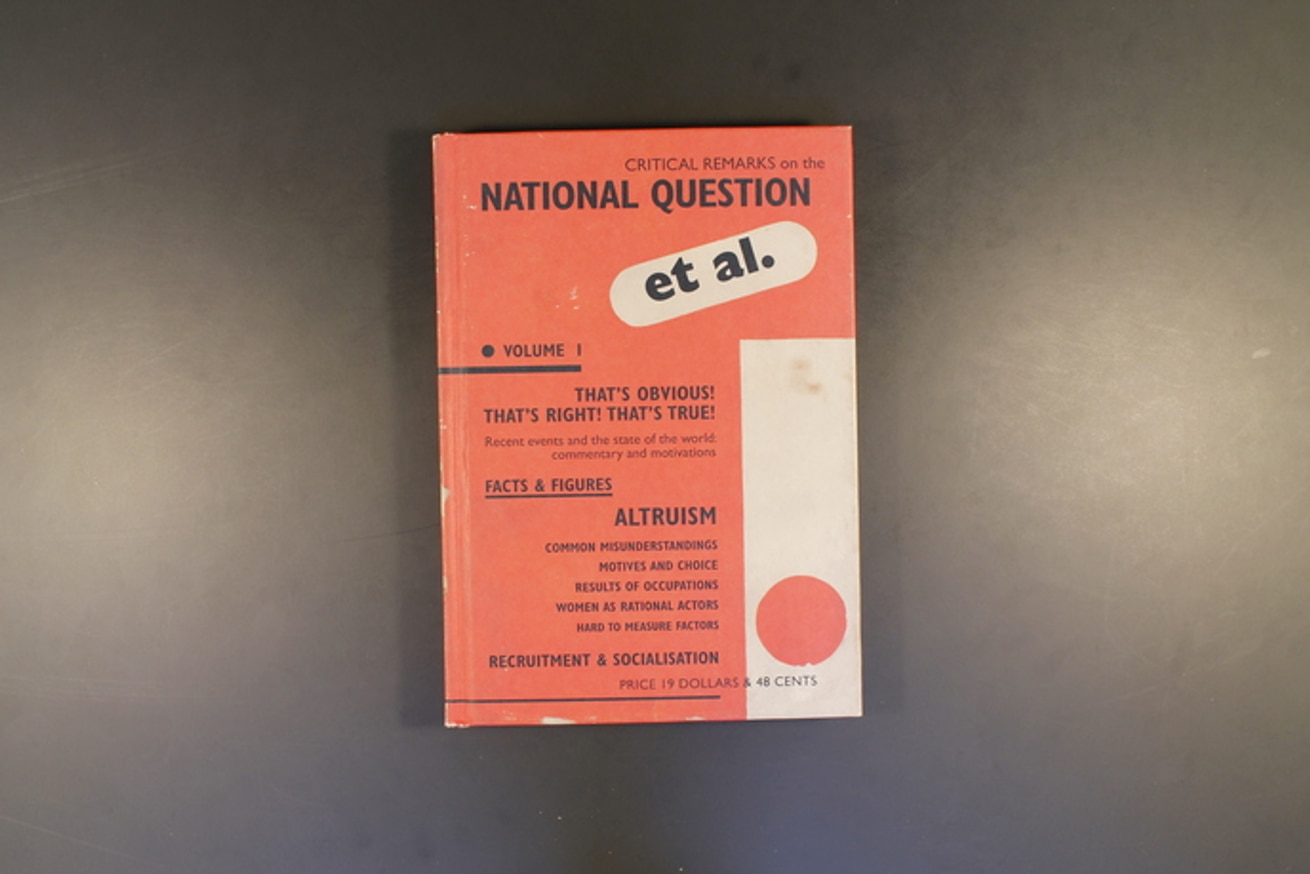 CRITICAL REMARKS on the
NATIONAL QUESTION
et al.
VOLUME I
THAT'S OBVIOUS!
THAT'S RIGHT! THAT'S TRUE!
Recent events and the state of the world:
commentary and motivations
FACTS & FIGURES
ALTRUISM
COMMON MISUNDERSTANDINGS
MOTIVES AND CHOICE
RESULTS OF OCCUPATIONS
WOMEN AS RATIONAL ACTORS
HARD TO MEASURE FACTORS
RECRUITMENT & SOCIALISATION
PRICE 19 DOLLARS & 48 CENTS